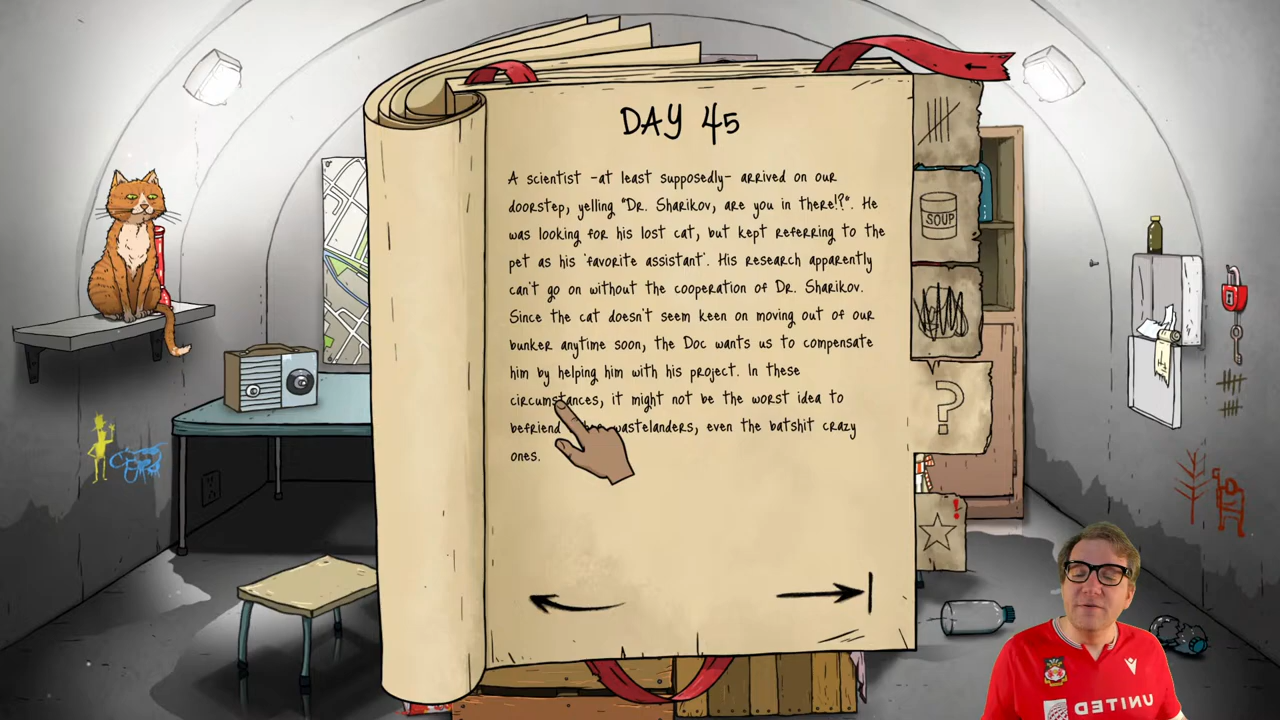 DAY 45
A scientist -at least supposedly- arrived on our
doorstep, yelling "Dr. Sharikov, are you in there!?". He
was looking for his lost cat, but kept referring to the
pet as his 'favorite assistant'. His research apparently
can't go on without the cooperation of Dr. Sharikov.
Since the cat doesn't seem keen on moving out of our
bunker anytime soon, the Doc wants us to compensate
him by helping him with his project. In these
circumstances, it might not be the worst idea to
befriend wastelanders, even the batshit crazy
ones.
SOUP
?
!
UNITED